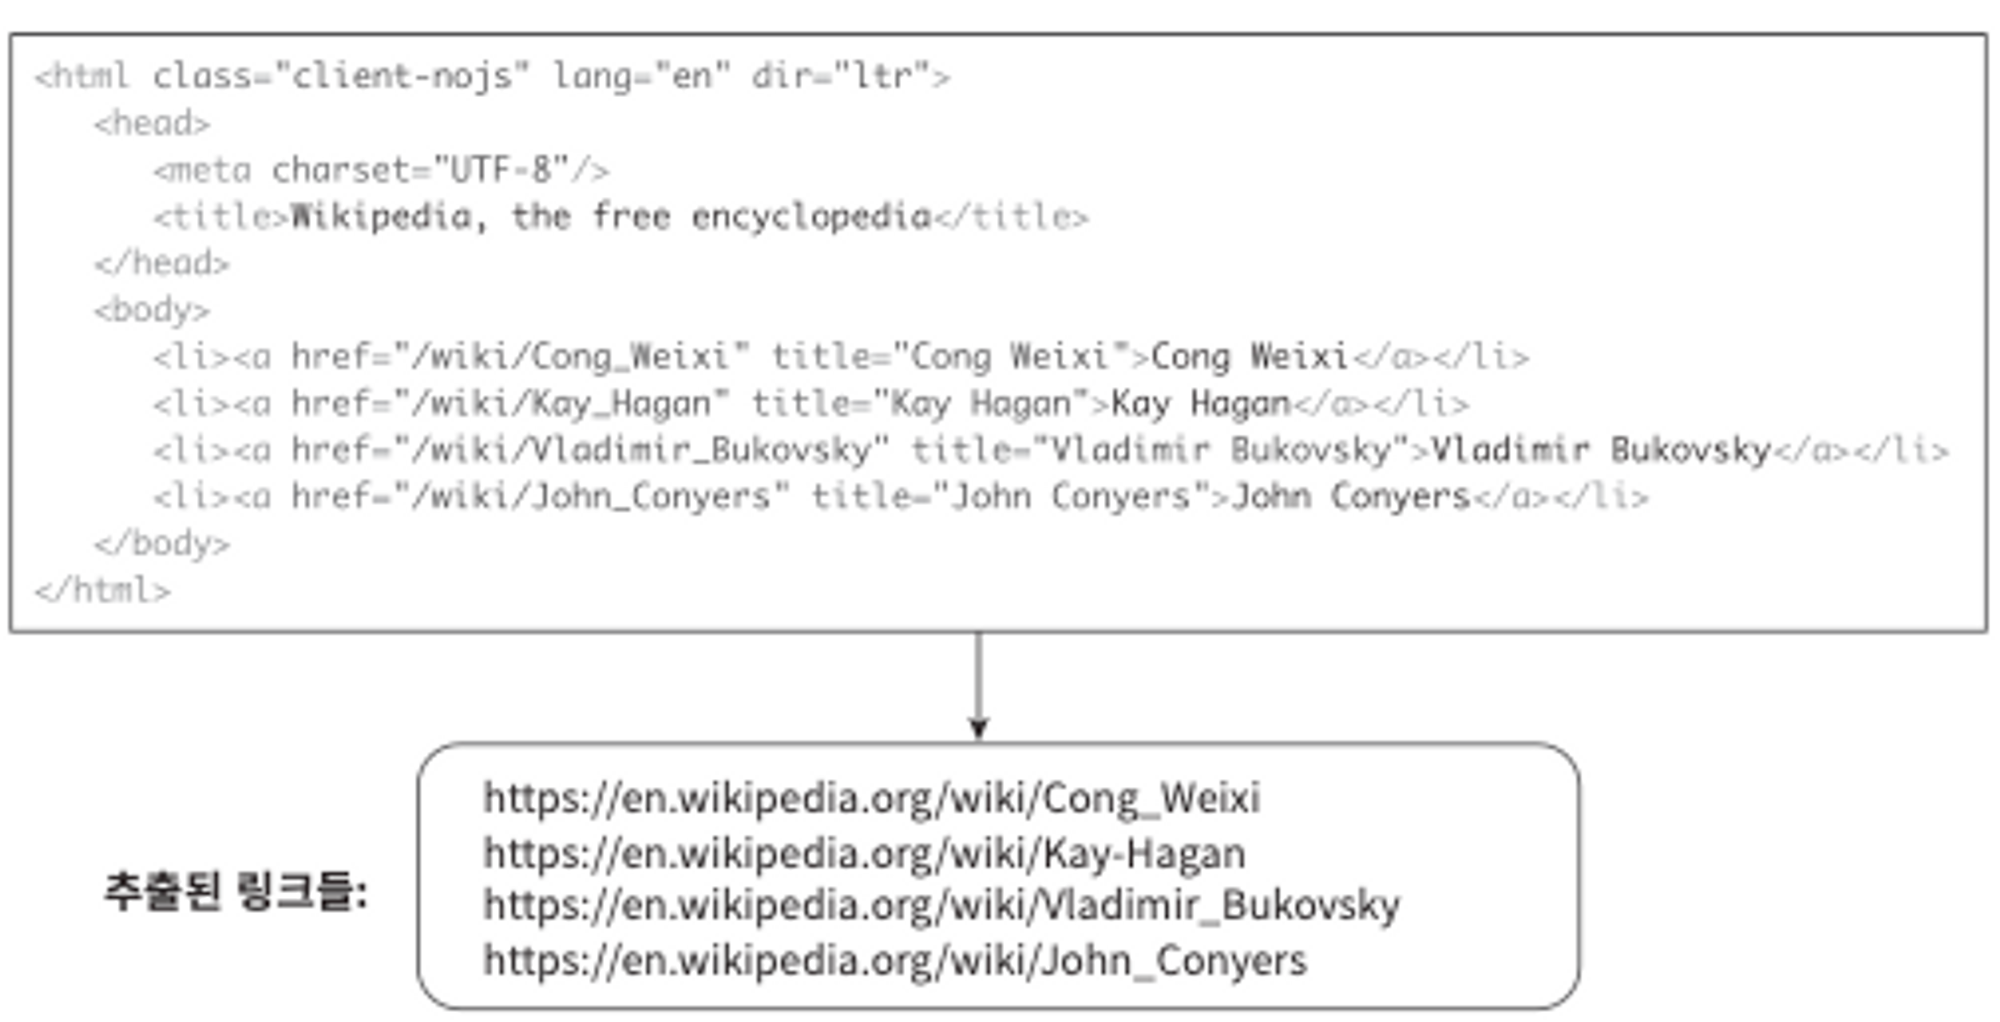 <html class="client-nojs" lang="en" dir="ltr">
<head>
<meta charset="UTF-8"/>
<title>Wikipedia, the free encyclopedia</title>
</head>
<body>
<li><a href="/wiki/Cong_Weixi" title="Cong Weixi">Cong Weixi</a></li>
<li><a href="/wiki/Kay_Hagan" title="Kay Hagan">Kay Hagan</a></li>
<li><a href="/wiki/Vladimir_Bukovsky" title="Vladimir Bukovsky">Vladimir Bukovsky</a></li>
<li><a href="/wiki/John_Conyers" title="John Conyers">John Conyers</a></li>
</body>
</html>
추출된 링크들:
https://en.wikipedia.org/wiki/Cong_Weixi
https://en.wikipedia.org/wiki/Kay-Hagan
https://en.wikipedia.org/wiki/Vladimir_Bukovsky
https://en.wikipedia.org/wiki/John_Conyers